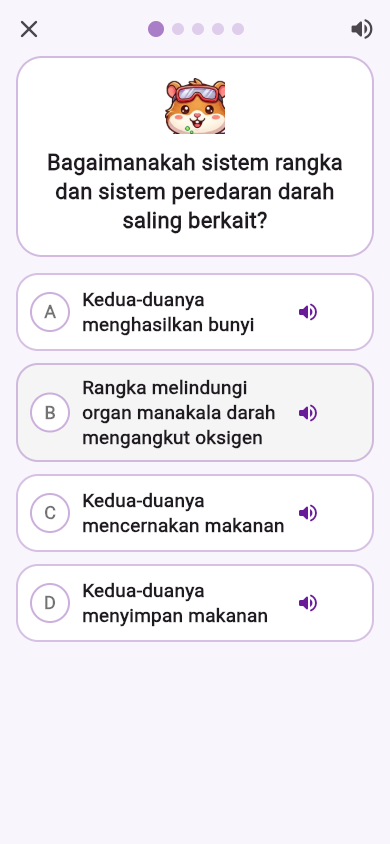 Bagaimanakah sistem rangka
dan sistem peredaran darah
saling berkait?
A
Kedua-duanya
menghasilkan bunyi
B
Rangka melindungi
organ manakala darah
mengangkut oksigen
C
Kedua-duanya
mencernakan makanan
D
Kedua-duanya
menyimpan makanan